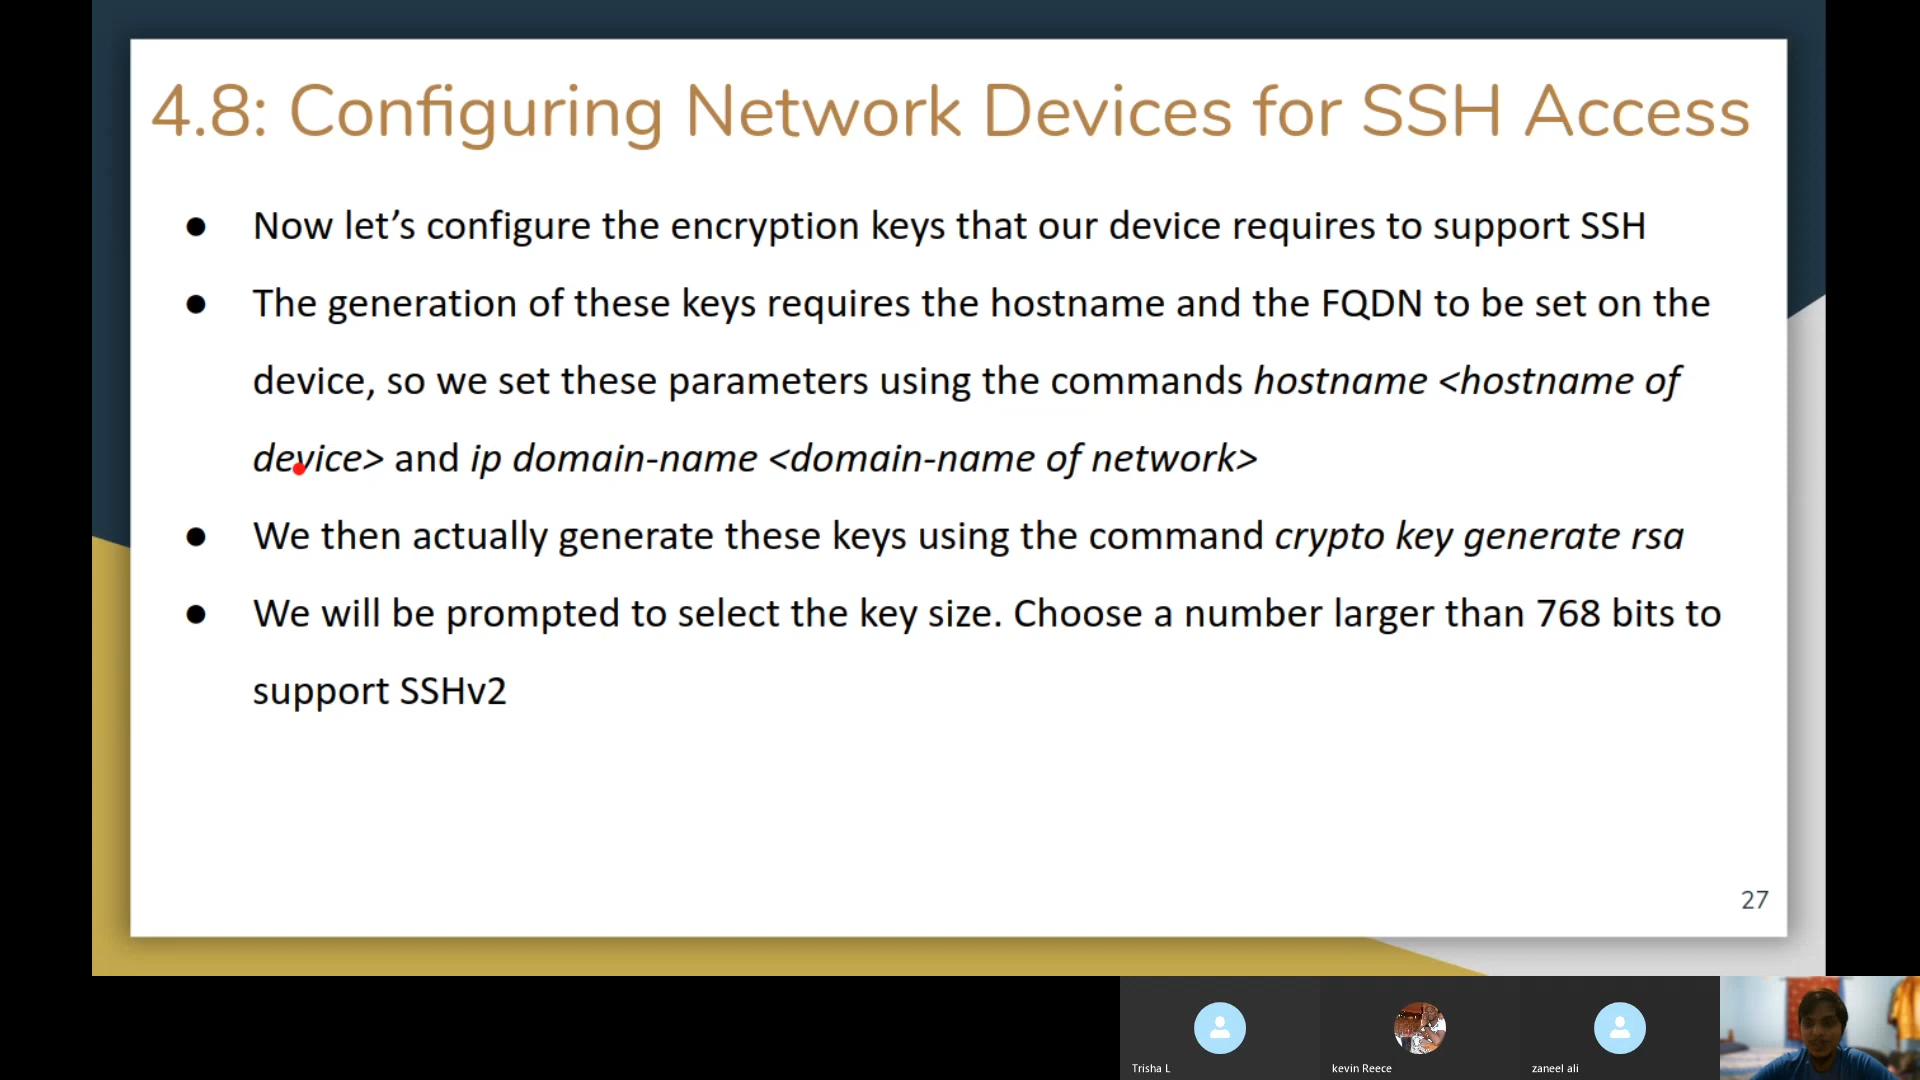 4.8: Configuring Network Devices for SSH Access
● Now let’s configure the encryption keys that our device requires to support SSH
● The generation of these keys requires the hostname and the FQDN to be set on the
device, so we set these parameters using the commands hostname <hostname of
device> and ip domain-name <domain-name of network>
● We then actually generate these keys using the command crypto key generate rsa
● We will be prompted to select the key size. Choose a number larger than 768 bits to
support SSHv2
27
Trisha L
kevin Reece
zaneel ali